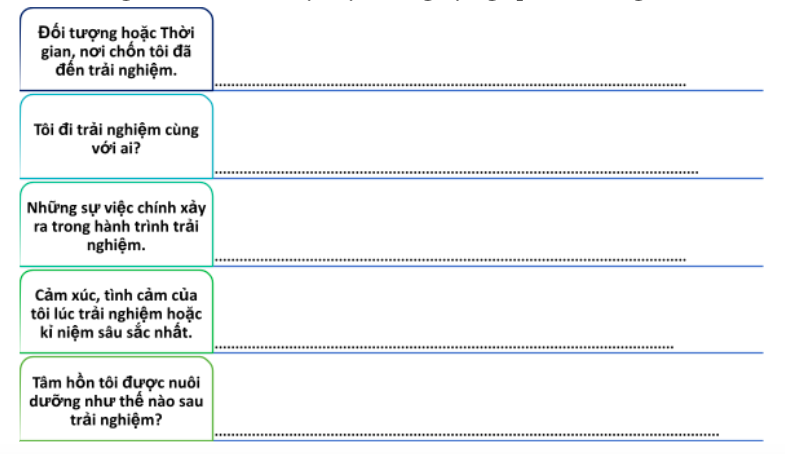 Đối tượng hoặc Thời
gian, nơi chốn tôi đã
đến trải nghiệm.
Tôi đi trải nghiệm cùng
với ai?
Những sự việc chính xảy
ra trong hành trình trải
nghiệm.
Cảm xúc, tình cảm của
tôi lúc trải nghiệm hoặc
kỉ niệm sâu sắc nhất.
Tâm hồn tôi được nuôi
dưỡng như thế nào sau
trải nghiệm?